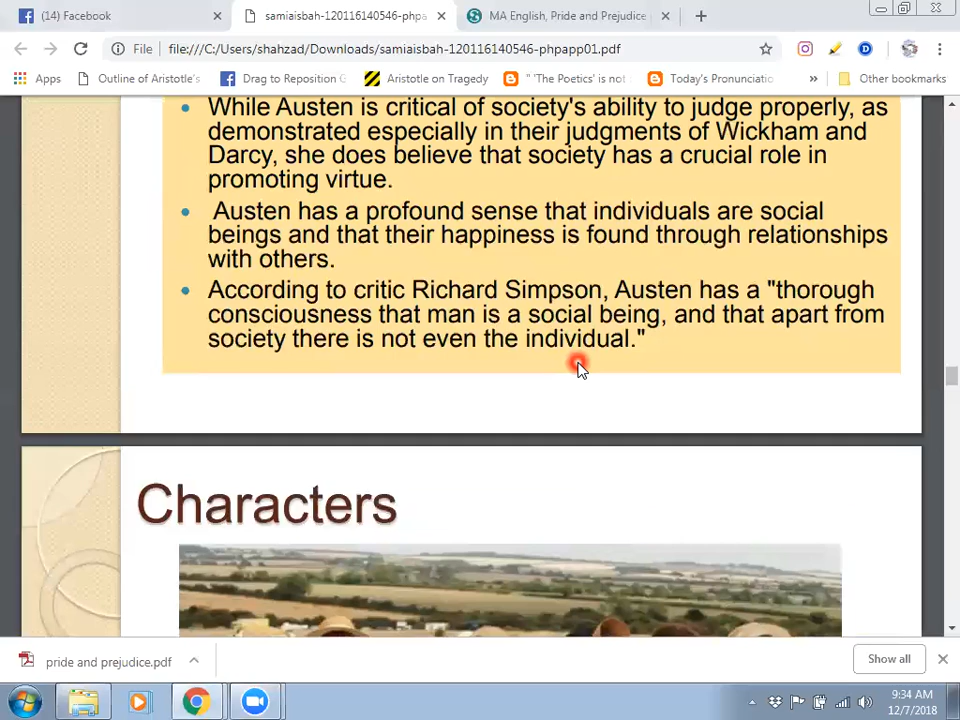 (14) Facebook
samiaisbah-120116140546-phpa
MA English, Pride and Prejudice
File
file:///C:/Users/shahzad/Downloads/samiaisbah-120116140546-phpapp01.pdf
Apps
Outline of Aristotle's
Drag to Reposition
Aristotle on Tragedy
" 'The Poetics' is not
Today's Pronunciatio
»
Other bookmarks
• While Austen is critical of society's ability to judge properly, as
demonstrated especially in their judgments of Wickham and
Darcy, she does believe that society has a crucial role in
promoting virtue.
• Austen has a profound sense that individuals are social
beings and that their happiness is found through relationships
with others.
• According to critic Richard Simpson, Austen has a "thorough
consciousness that man is a social being, and that apart from
society there is not even the individual."
Characters
pride and prejudice.pdf
Show all
9:34 AM
12/7/2018